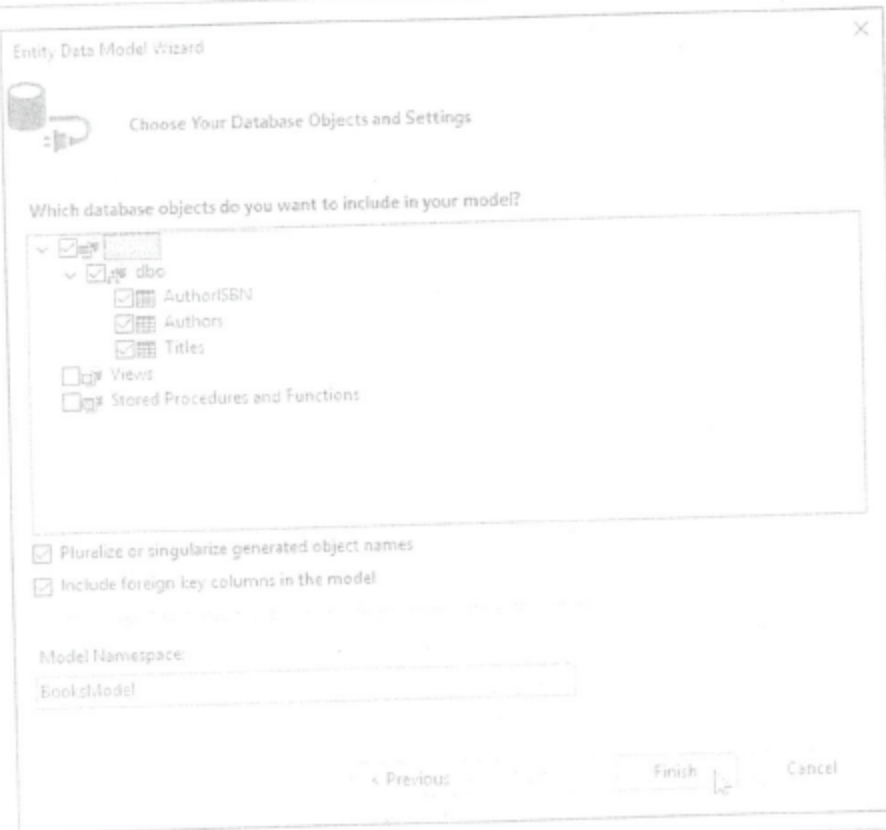 Entity Data Model Wizard
Choose Your Database Objects and Settings
Which database objects do you want to include in your model?
dbo
AuthorISBN
Authors
Titles
Views
Stored Procedures and Functions
Pluralize or singularize generated object names
Include foreign key columns in the model
Model Namespace:
BooksModel
< Previous
Finish
Cancel